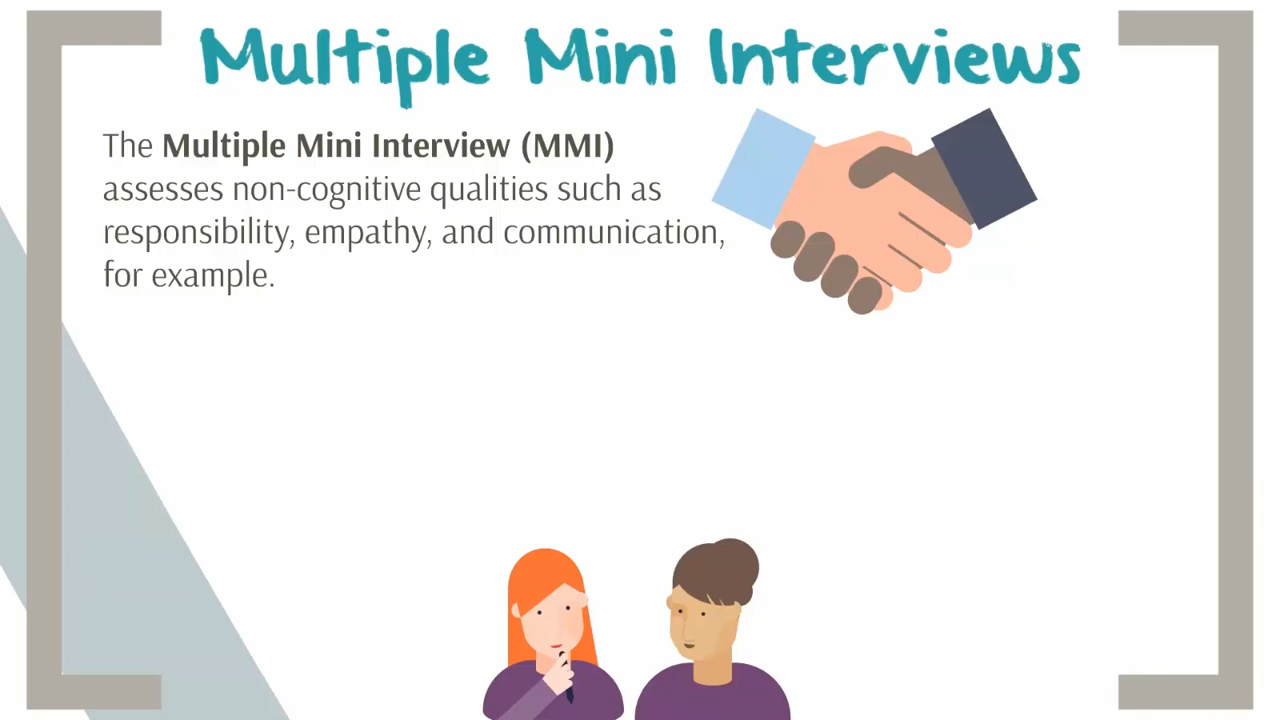 Multiple Mini Interviews
The Multiple Mini Interview (MMI)
assesses non-cognitive qualities such as
responsibility, empathy, and communication,
for example.